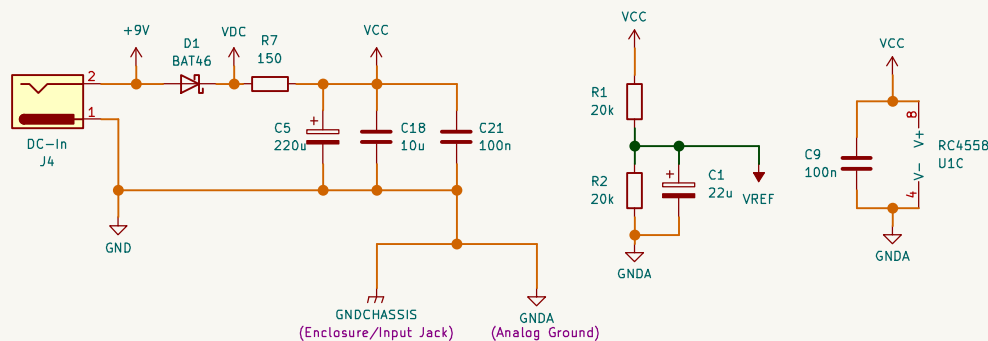 +9V
D1
BAT46
VDC
R7
150
VCC
2
1
DC-In
J4
+
C5
220u
C18
10u
C21
100n
GND
GNDCHASSIS
(Enclosure/Input Jack)
GNDA
(Analog Ground)
VCC
R1
20k
R2
20k
+
C1
22u
VREF
GNDA
VCC
C9
100n
8
V+
V-
4
RC4558
U1C
GNDA